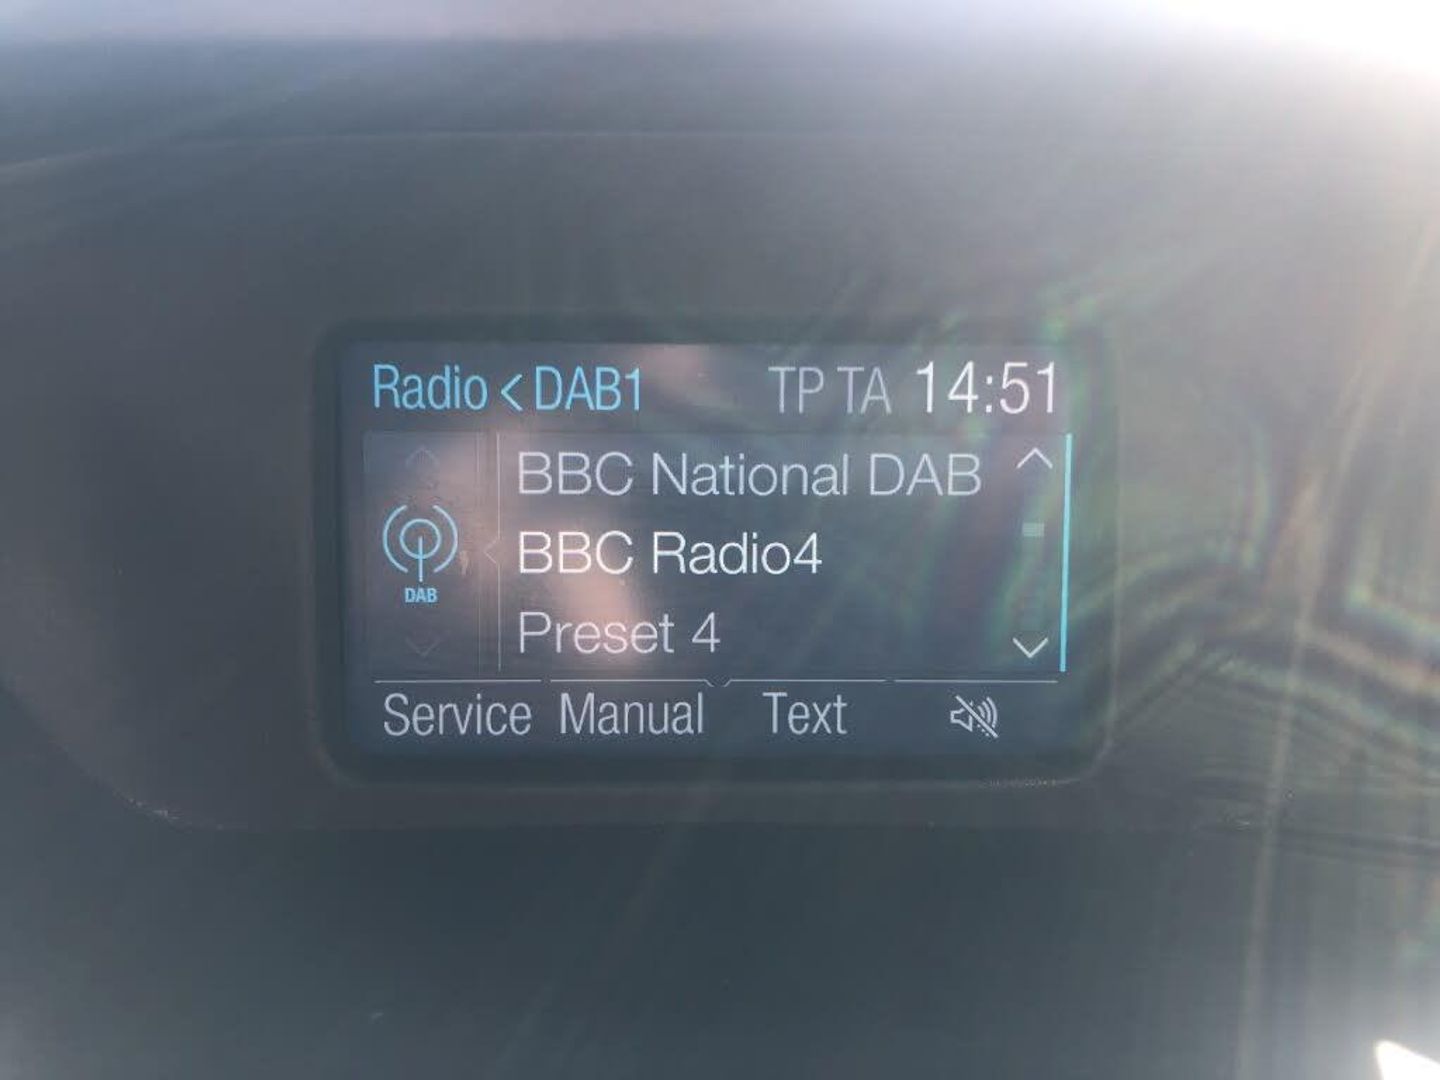 Radio < DAB1 TP TA 14:51
BBC National DAB
BBC Radio4
DAB
Preset 4
Service Manual Text